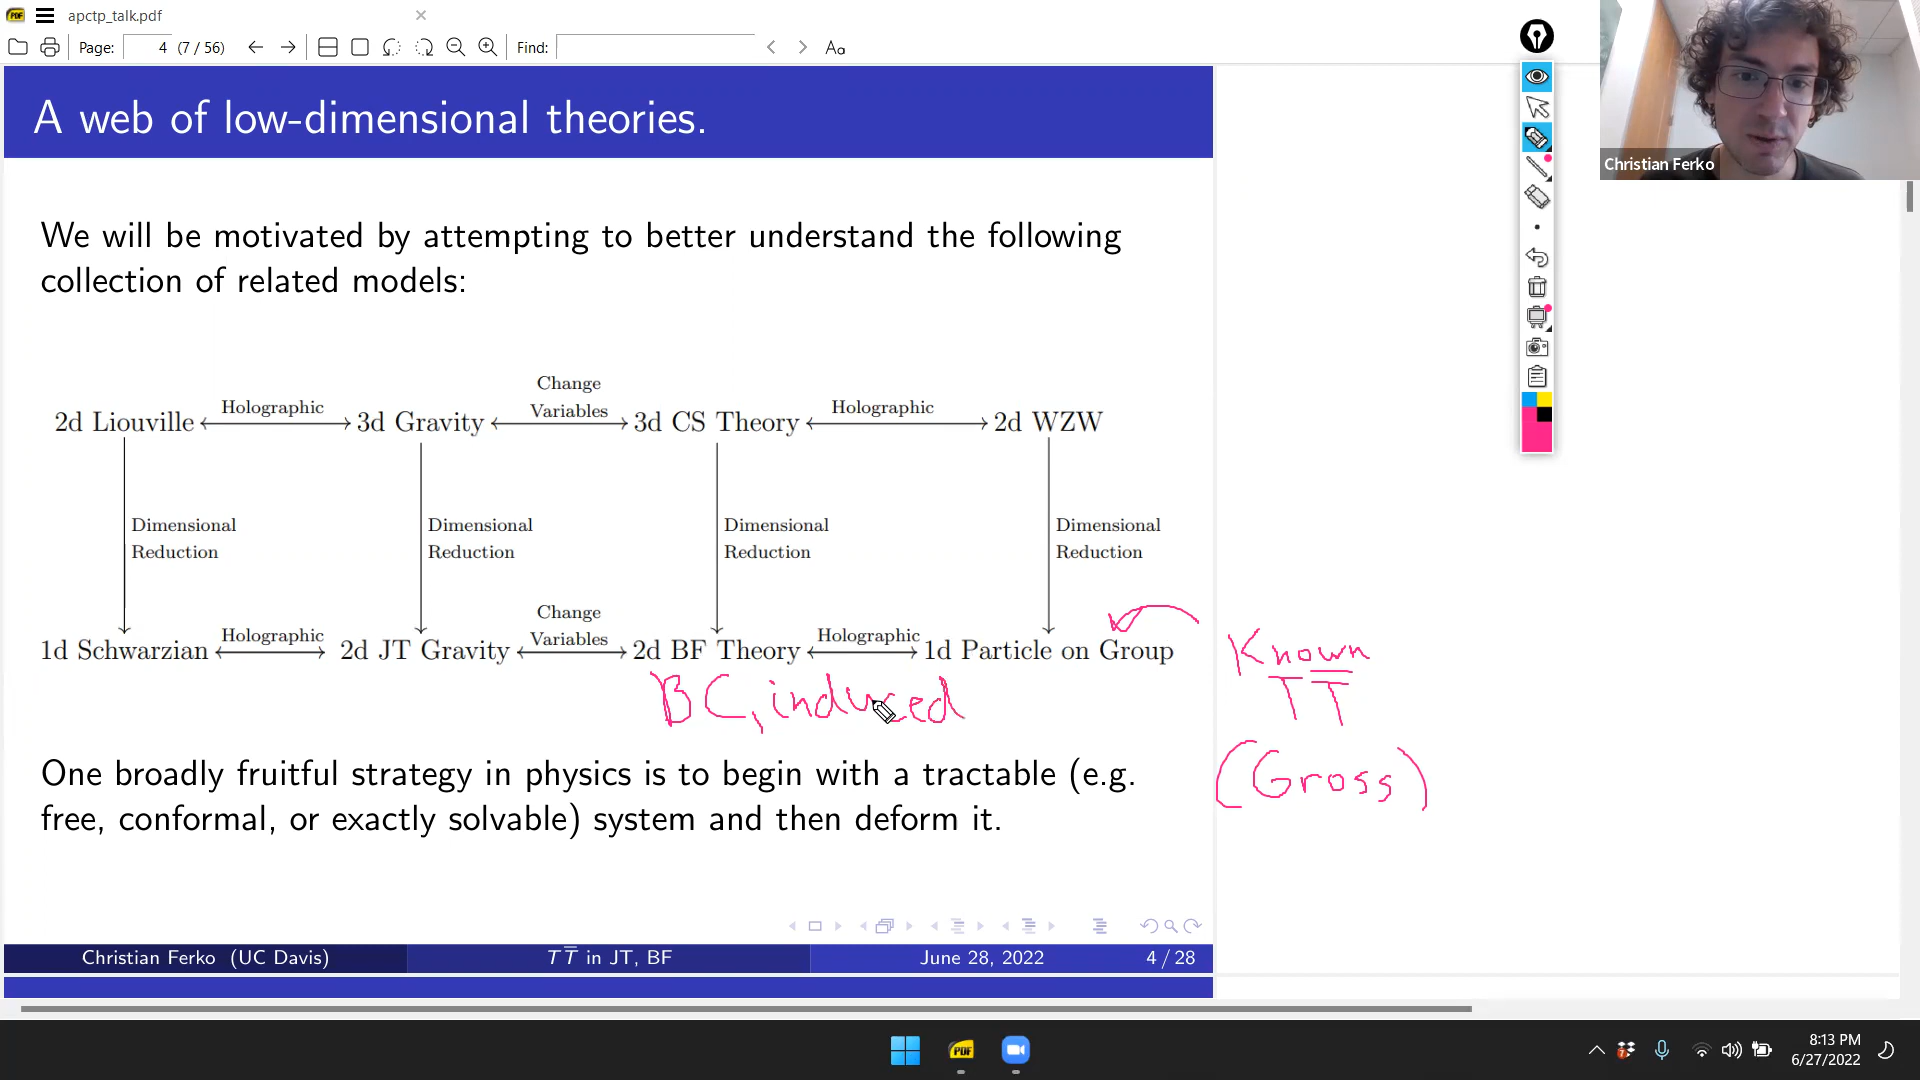 apctp_talk.pdf
Page: 4 (7 / 56) Find: Aa
Christian Ferko
A web of low-dimensional theories.
We will be motivated by attempting to better understand the following
collection of related models:
2d Liouville Holographic 3d Gravity Change Variables 3d CS Theory Holographic 2d WZW
Dimensional Reduction Dimensional Reduction Dimensional Reduction Dimensional Reduction
1d Schwarzian Holographic 2d JT Gravity Change Variables 2d BF Theory Holographic 1d Particle on Group
BC, induced
Known
T T̅
(Gross)
One broadly fruitful strategy in physics is to begin with a tractable (e.g.
free, conformal, or exactly solvable) system and then deform it.
Christian Ferko (UC Davis) TT̅ in JT, BF June 28, 2022 4 / 28
PDF
8:13 PM
6/27/2022